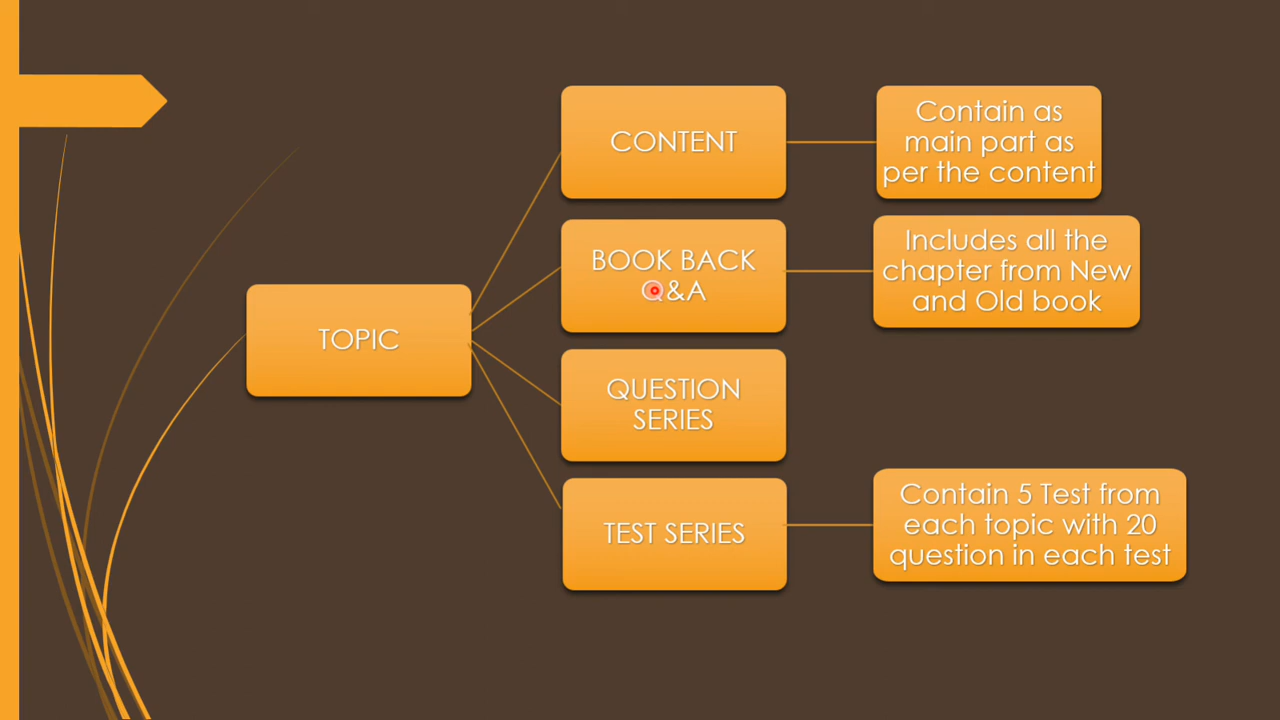 TOPIC
CONTENT
Contain as
main part as
per the content
BOOK BACK
Q&A
Includes all the
chapter from New
and Old book
QUESTION
SERIES
TEST SERIES
Contain 5 Test from
each topic with 20
question in each test